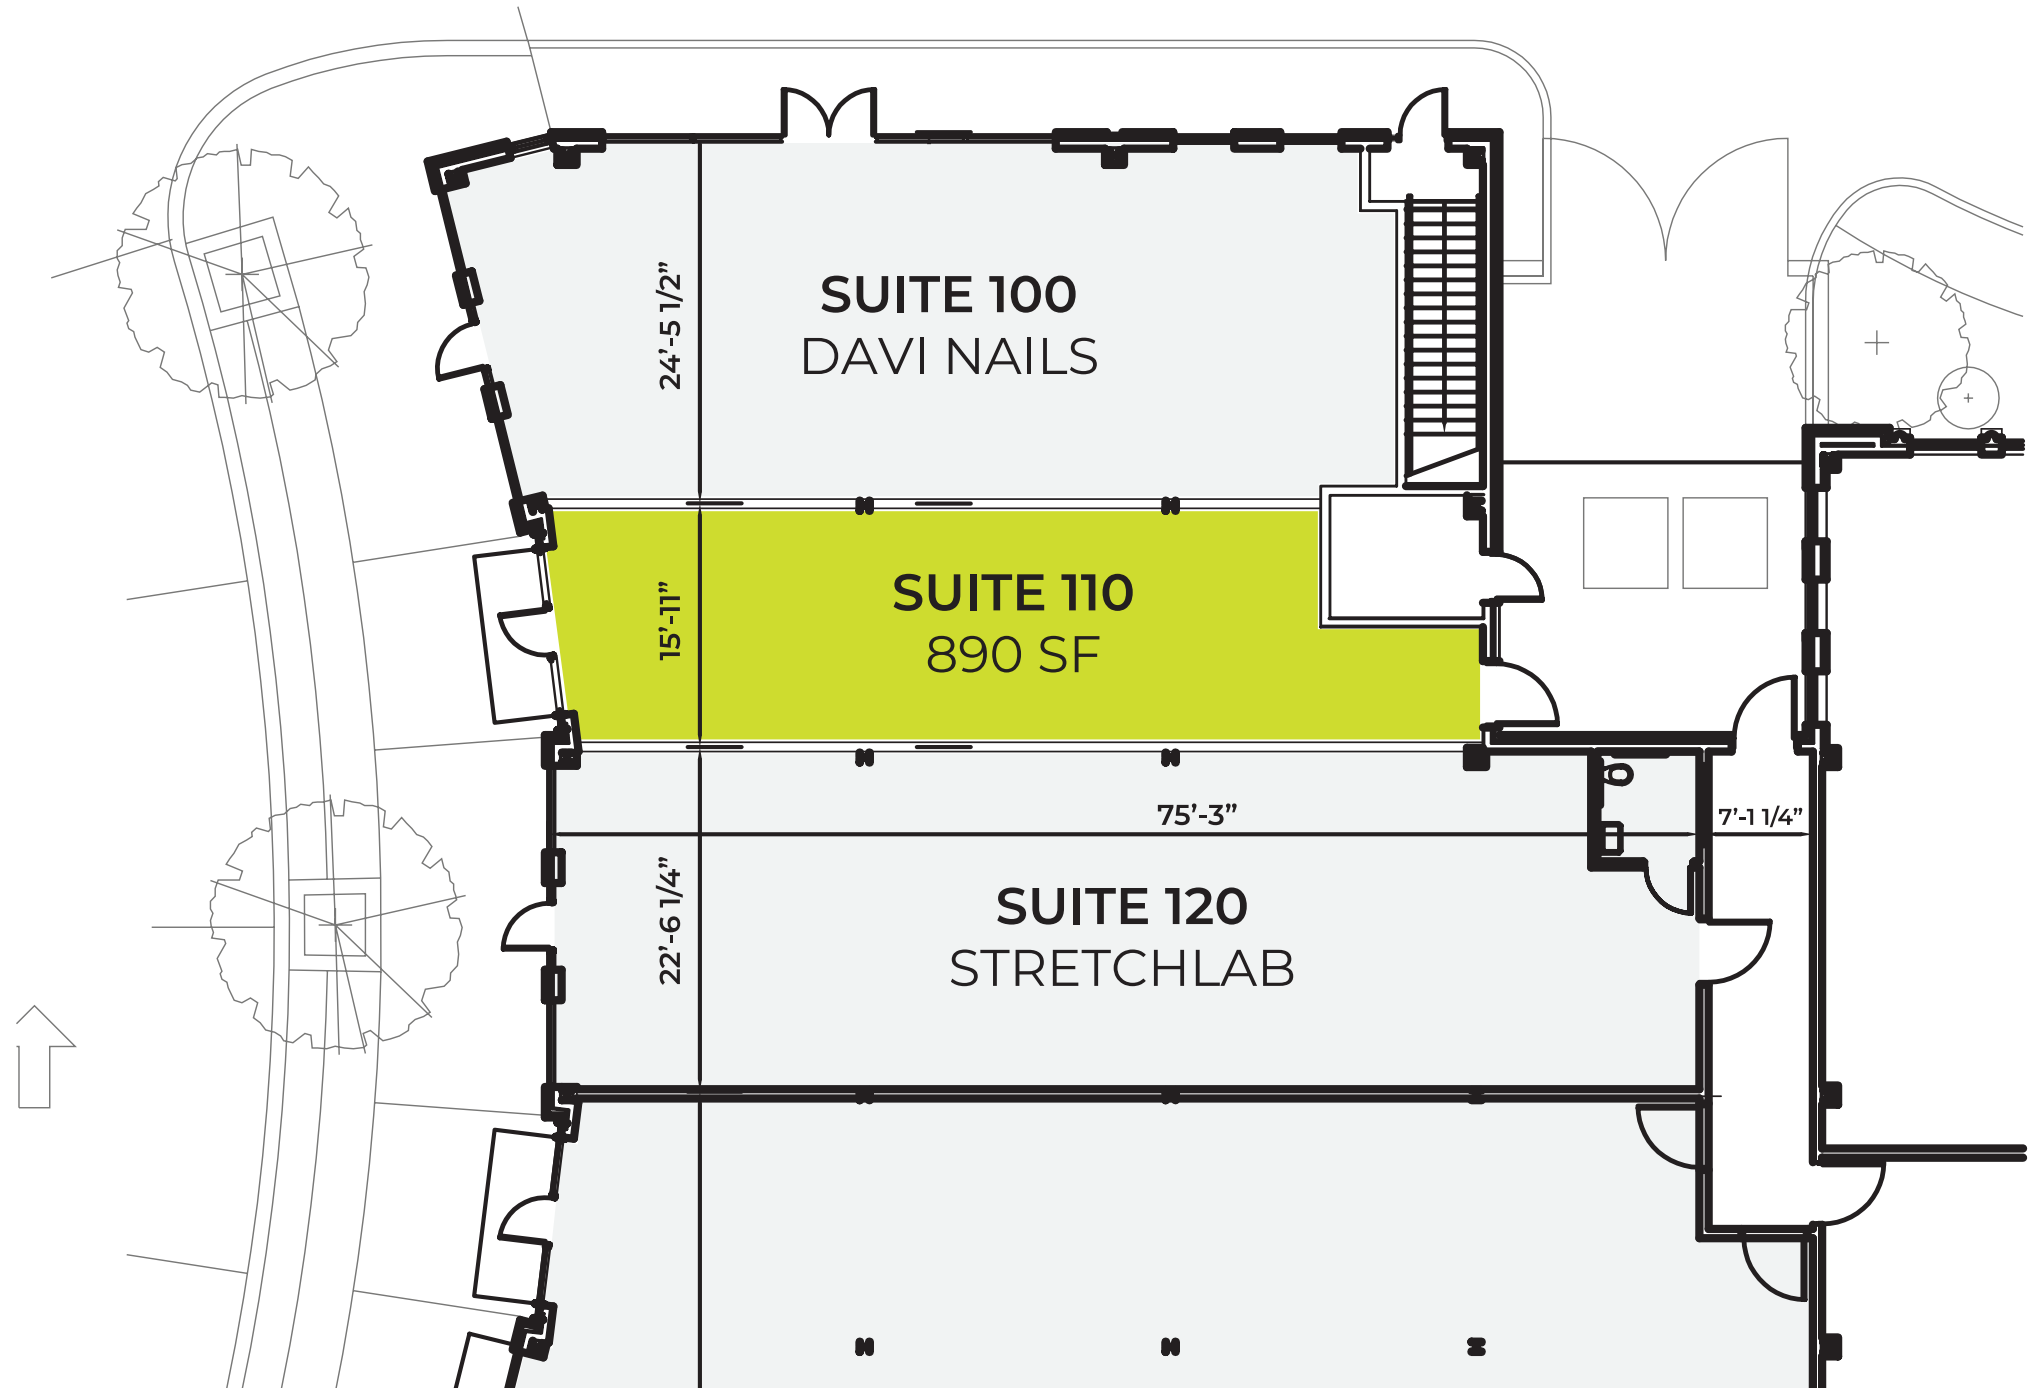 SUITE 100
DAVI NAILS
24’-5 1/2”
SUITE 110
890 SF
15’-11”
75’-3”
7’-1 1/4”
SUITE 120
STRETCHLAB
22’-6 1/4”